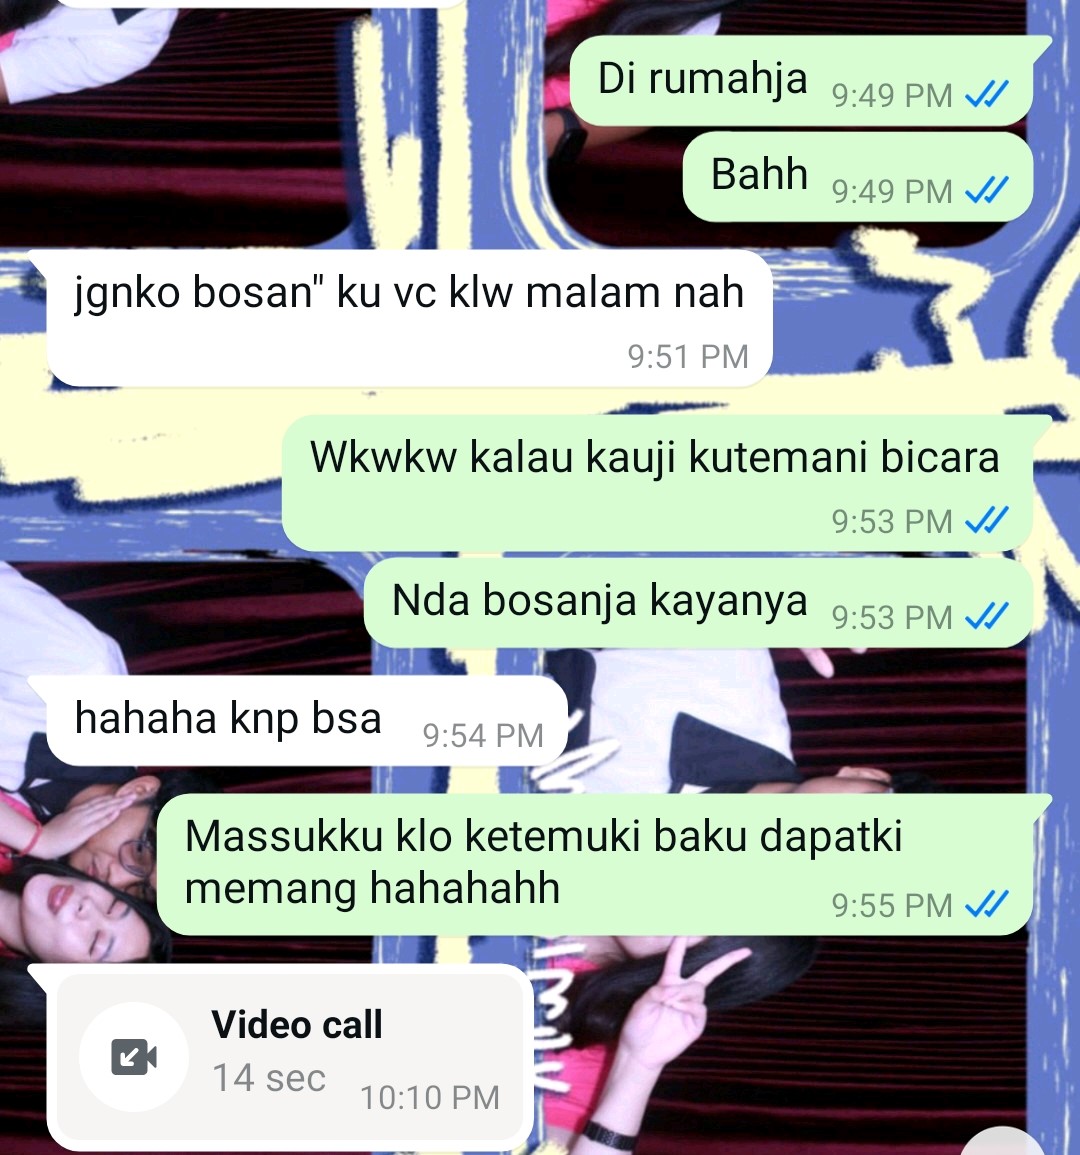 Di rumahja 9:49 PM
Bahh 9:49 PM
jgnko bosan" ku vc klw malam nah
9:51 PM
Wkwkw kalau kauji kutemani bicara
9:53 PM
Nda bosanja kayanya 9:53 PM
hahaha knp bsa 9:54 PM
Massukku klo ketemuki baku dapatki
memang hahahahh 9:55 PM
Video call
14 sec 10:10 PM